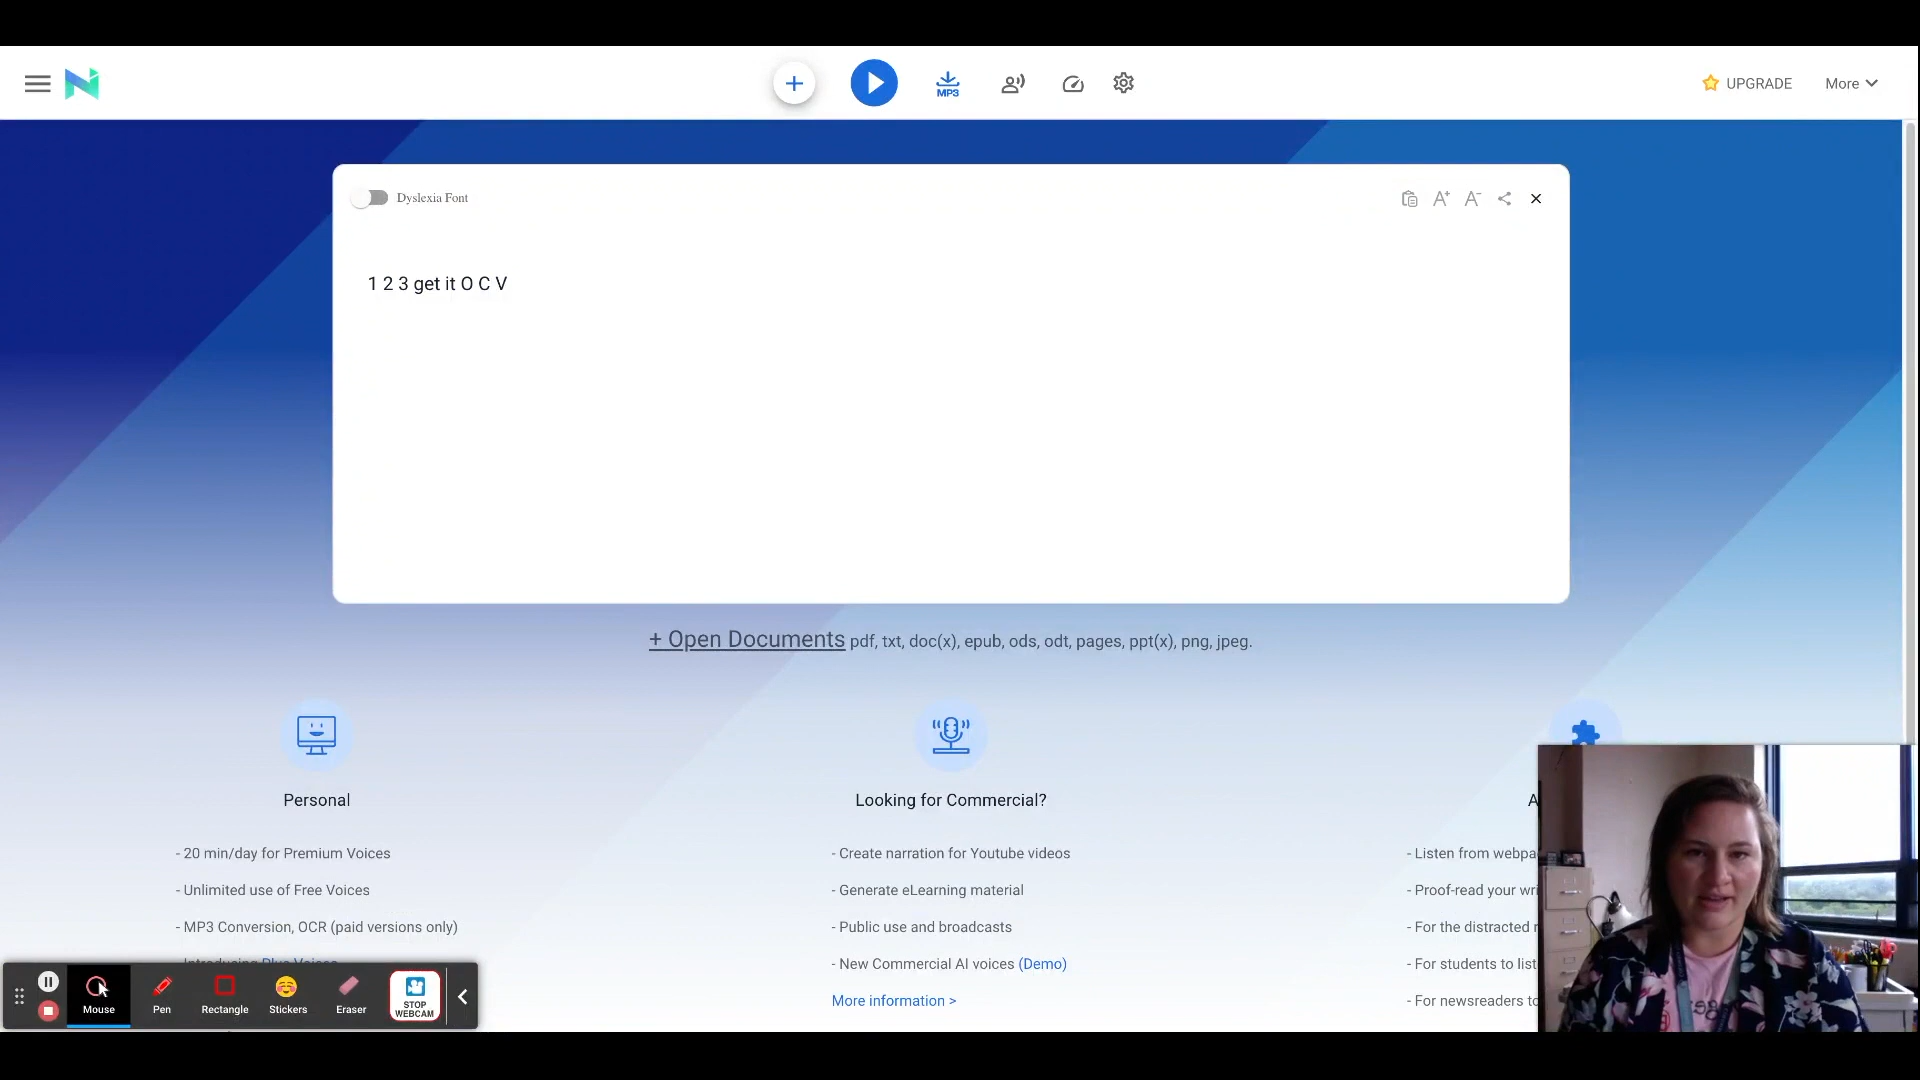 MP3
UPGRADE
More
Dyslexia Font
A+ A-
1 2 3 get it O C V
+ Open Documents pdf, txt, doc(x), epub, ods, odt, pages, ppt(x), png, jpeg.
Personal
- 20 min/day for Premium Voices
- Unlimited use of Free Voices
- MP3 Conversion, OCR (paid versions only)
Looking for Commercial?
- Create narration for Youtube videos
- Generate eLearning material
- Public use and broadcasts
- New Commercial AI voices (Demo)
More information >
A
- Listen from
- Proof-read your
- For the distracted
- For students to
- For newsreaders
Mouse
Pen
Rectangle
Stickers
Eraser
STOP
WEBCAM